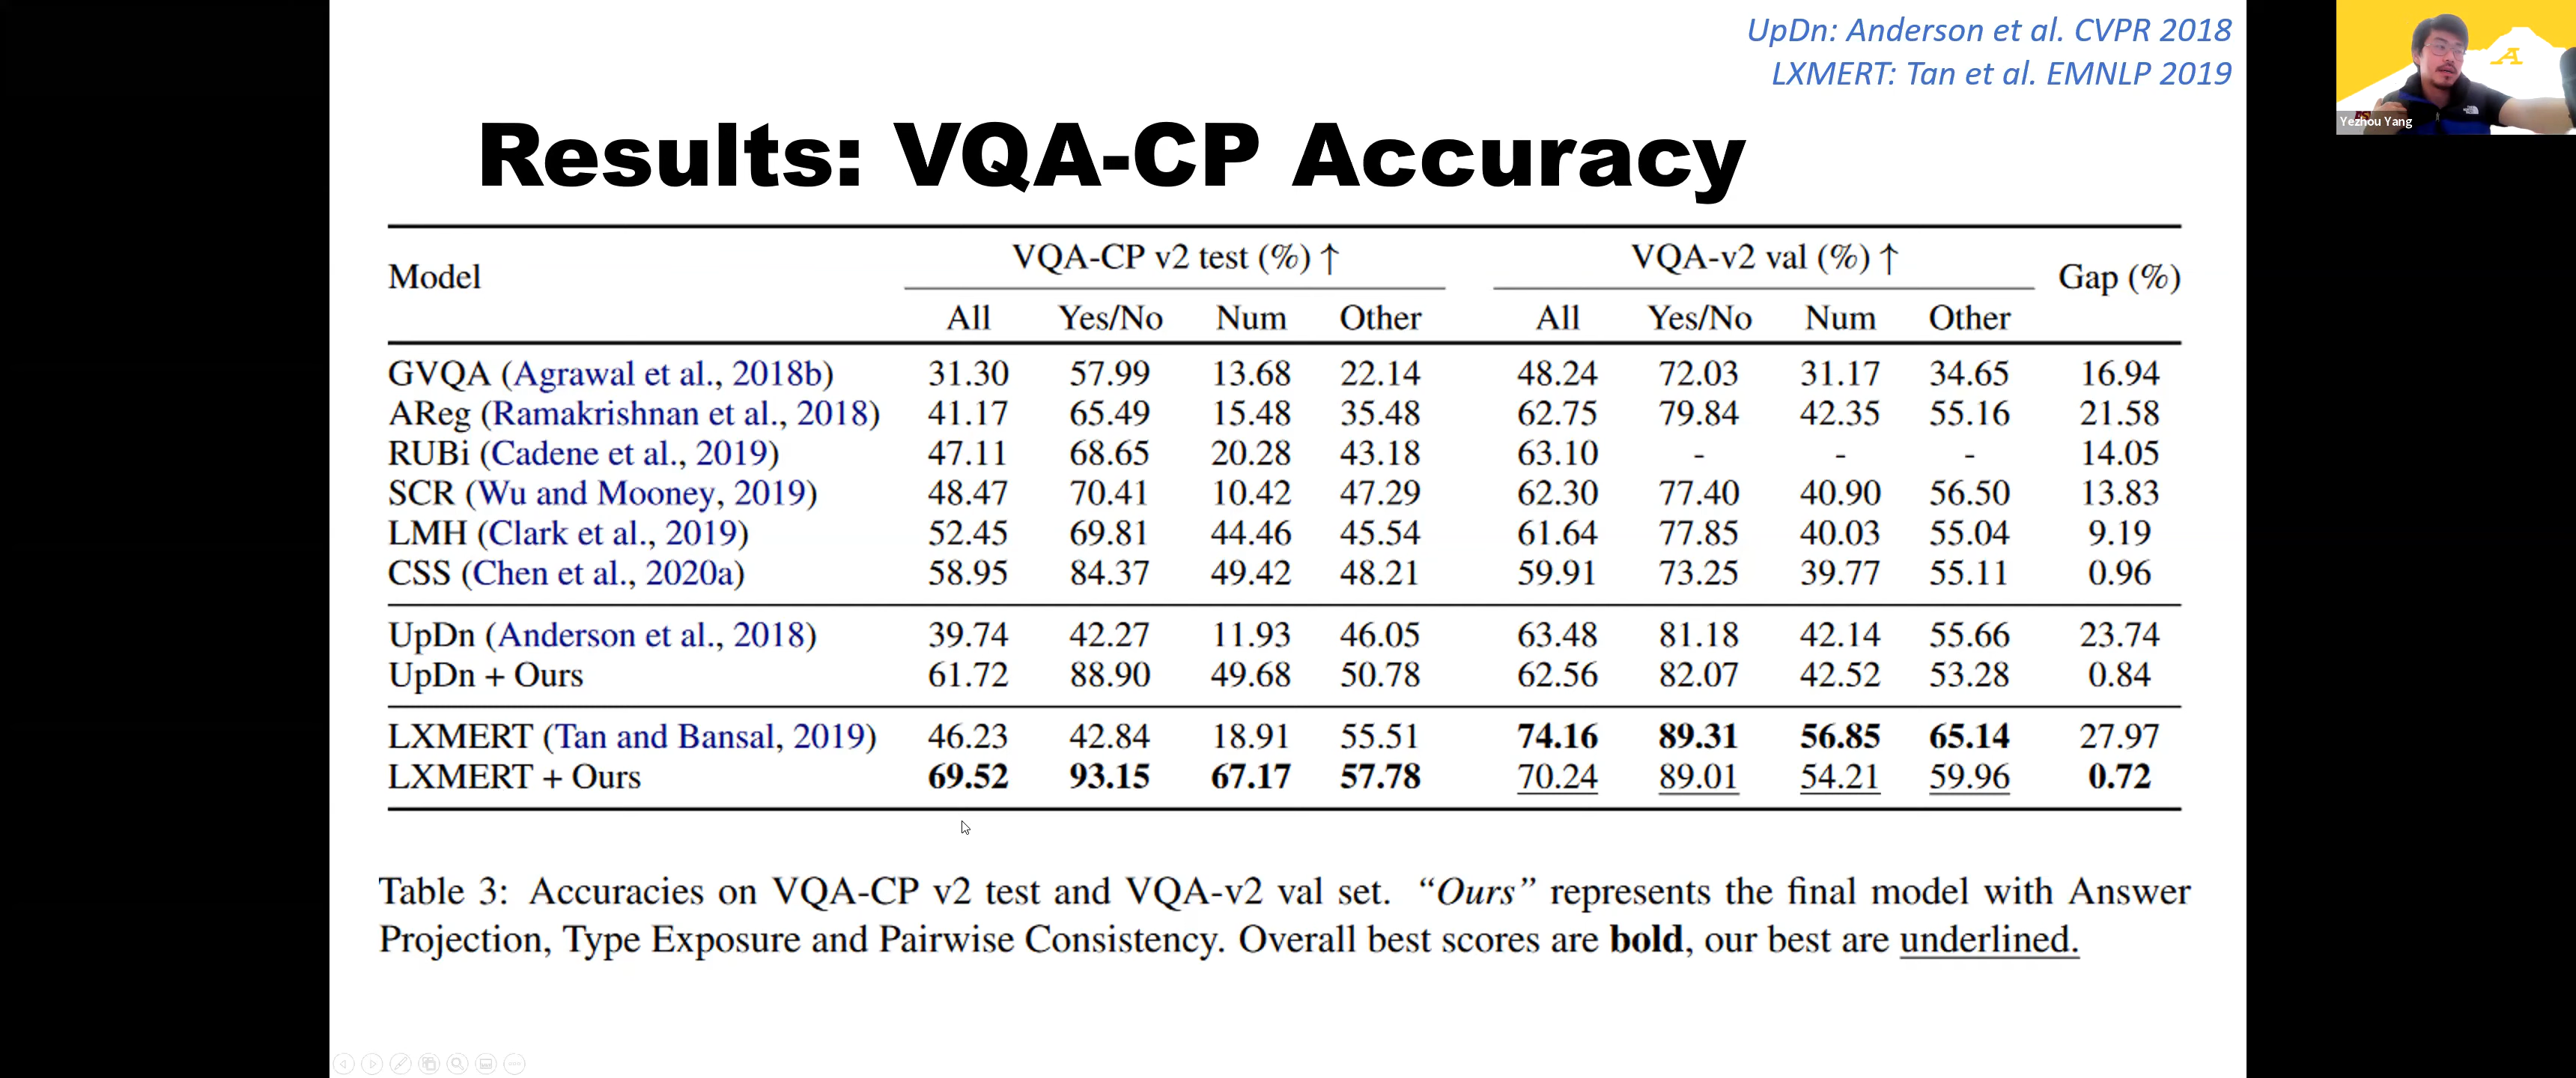 UpDn: Anderson et al. CVPR 2018
LXMERT: Tan et al. EMNLP 2019
A
Yezhou Yang
Results: VQA-CP Accuracy
Model VQA-CP v2 test (%) ↑ VQA-v2 val (%) ↑ Gap (%)
All Yes/No Num Other All Yes/No Num Other
GVQA (Agrawal et al., 2018b) 31.30 57.99 13.68 22.14 48.24 72.03 31.17 34.65 16.94
AReg (Ramakrishnan et al., 2018) 41.17 65.49 15.48 35.48 62.75 79.84 42.35 55.16 21.58
RUBi (Cadene et al., 2019) 47.11 68.65 20.28 43.18 63.10 - - - 14.05
SCR (Wu and Mooney, 2019) 48.47 70.41 10.42 47.29 62.30 77.40 40.90 56.50 13.83
LMH (Clark et al., 2019) 52.45 69.81 44.46 45.54 61.64 77.85 40.03 55.04 9.19
CSS (Chen et al., 2020a) 58.95 84.37 49.42 48.21 59.91 73.25 39.77 55.11 0.96
UpDn (Anderson et al., 2018) 39.74 42.27 11.93 46.05 63.48 81.18 42.14 55.66 23.74
UpDn + Ours 61.72 88.90 49.68 50.78 62.56 82.07 42.52 53.28 0.84
LXMERT (Tan and Bansal, 2019) 46.23 42.84 18.91 55.51 74.16 89.31 56.85 65.14 27.97
LXMERT + Ours 69.52 93.15 67.17 57.78 70.24 89.01 54.21 59.96 0.72
Table 3: Accuracies on VQA-CP v2 test and VQA-v2 val set. “Ours” represents the final model with Answer
Projection, Type Exposure and Pairwise Consistency. Overall best scores are bold, our best are underlined.